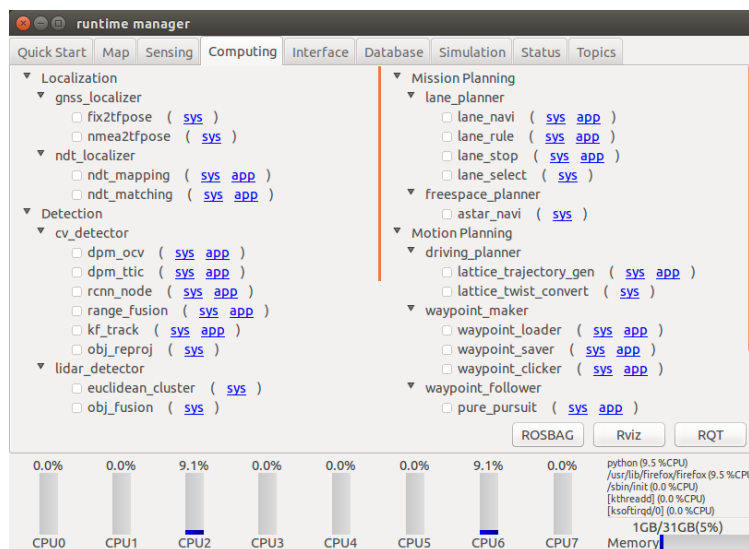 runtime manager
Quick Start Map Sensing Computing Interface Database Simulation Status Topics
Localization
gnss_localizer
fix2tfpose ( sys )
nmea2tfpose ( sys )
ndt_localizer
ndt_mapping ( sys app )
ndt_matching ( sys app )
Detection
cv_detector
dpm_ocv ( sys app )
dpm_ttic ( sys app )
rcnn_node ( sys app )
range_fusion ( sys app )
kf_track ( sys app )
obj_reproj ( sys )
lidar_detector
euclidean_cluster ( sys )
obj_fusion ( sys )
Mission Planning
lane_planner
lane_navi ( sys app )
lane_rule ( sys app )
lane_stop ( sys app )
lane_select ( sys )
freespace_planner
astar_navi ( sys )
Motion Planning
driving_planner
lattice_trajectory_gen ( sys app )
lattice_twist_convert ( sys )
waypoint_maker
waypoint_loader ( sys app )
waypoint_saver ( sys app )
waypoint_clicker ( sys app )
waypoint_follower
pure_pursuit ( sys app )
ROSBAG Rviz RQT
0.0% 0.0% 9.1% 0.0% 0.0% 0.0% 9.1% 0.0%
CPU0 CPU1 CPU2 CPU3 CPU4 CPU5 CPU6 CPU7
python (9.5 %CPU)
/usr/lib/firefox/firefox (9.5 %CPU
/sbin/init (0.0 %CPU)
[kthreadd] (0.0 %CPU)
[ksoftirqd/0] (0.0 %CPU)
1GB/31GB(5%)
Memory